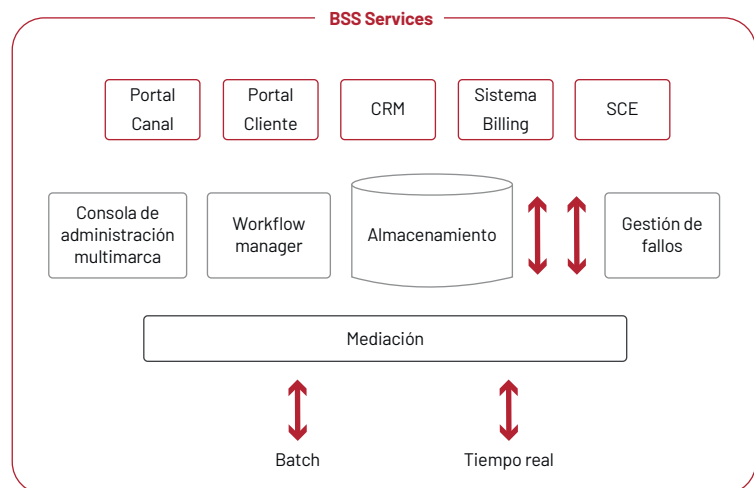 BSS Services
Portal
Canal
Portal
Cliente
CRM
Sistema
Billing
SCE
Consola de
administración
multimarca
Workflow
manager
Almacenamiento
Gestión de
fallos
Mediación
Batch
Tiempo real